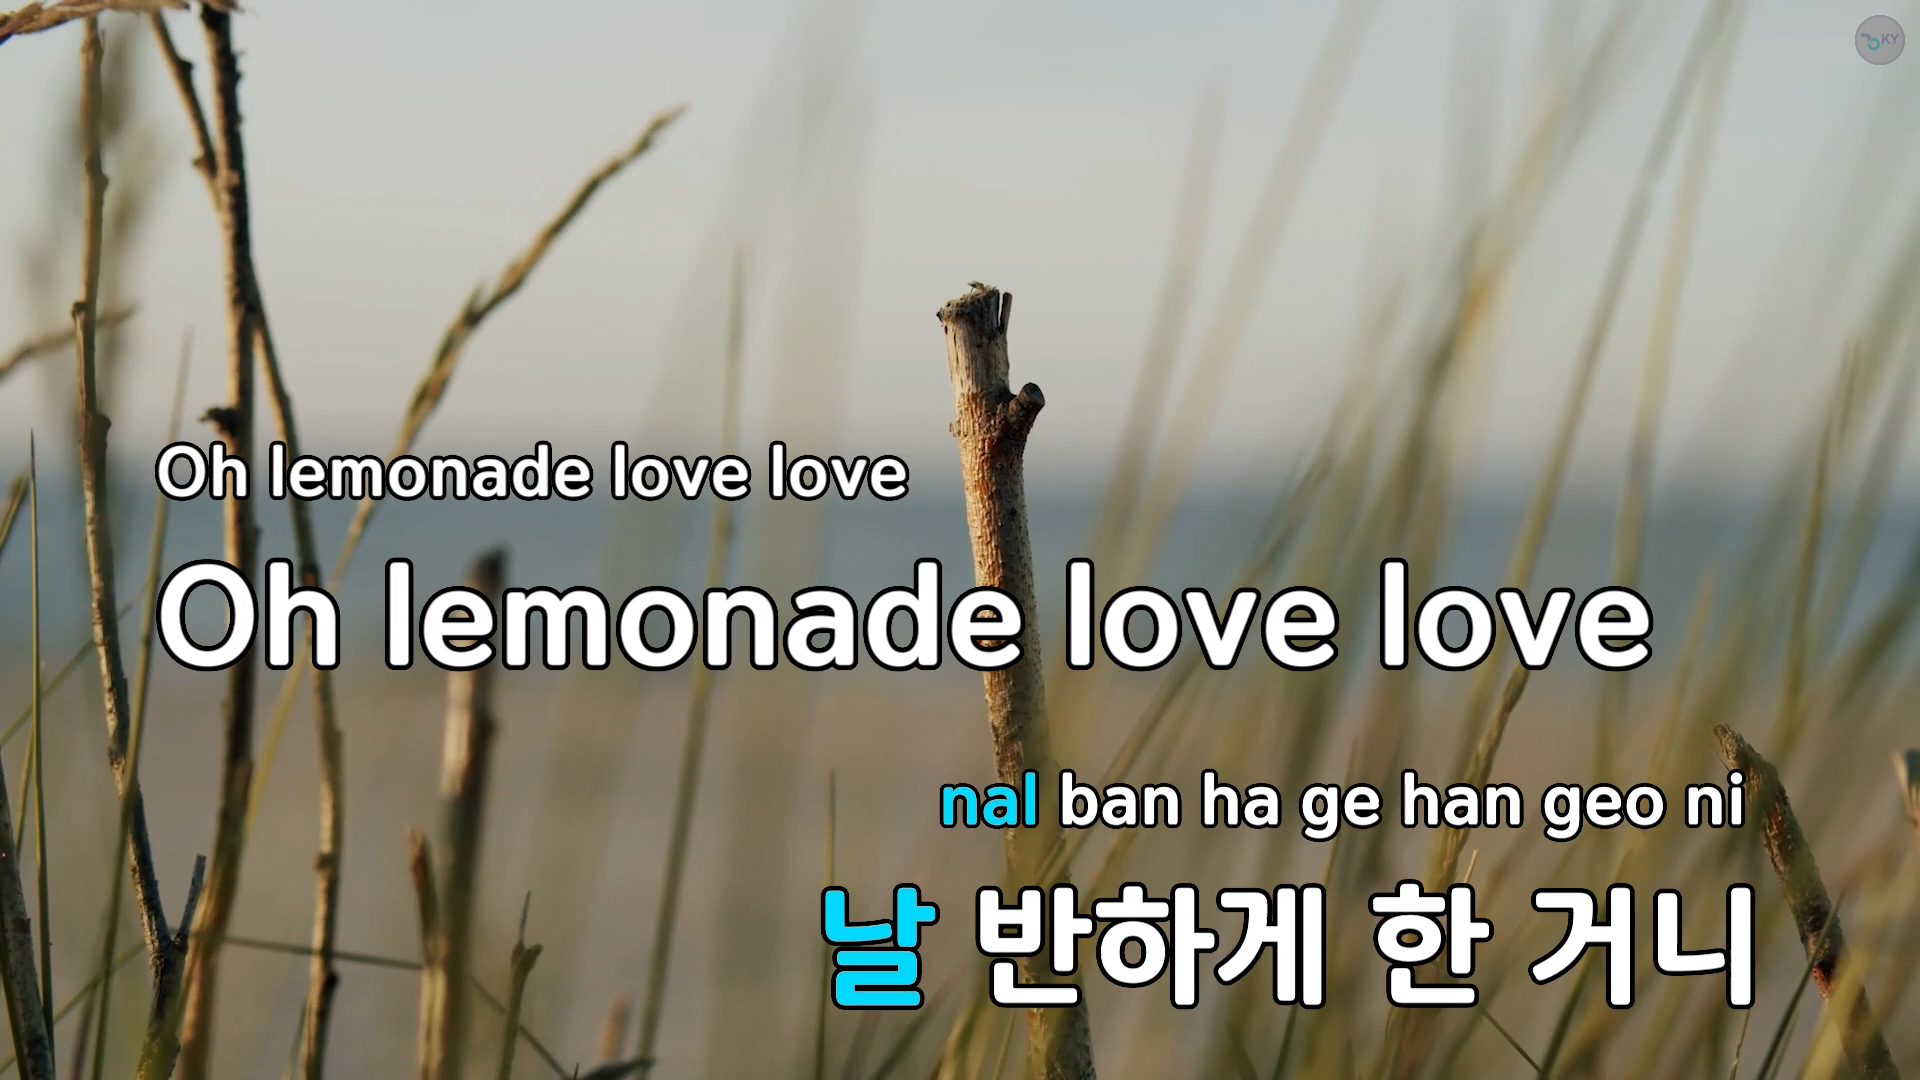 KY
Oh lemonade love love
Oh lemonade love love
nal ban ha ge han geo ni
날 반하게 한 거니